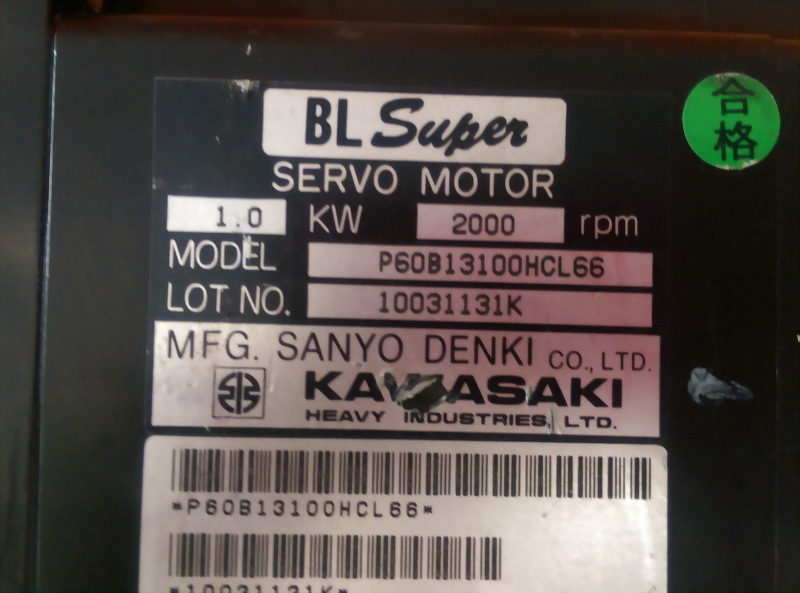 BL Super
合
格
SERVO MOTOR
1.0 KW 2000 rpm
MODEL P60B13100HCL66
LOT NO. 10031131K
MFG. SANYO DENKI CO., LTD.
KAWASAKI
HEAVY INDUSTRIES, LTD.
*P60B13100HCL66*
*10031131K*